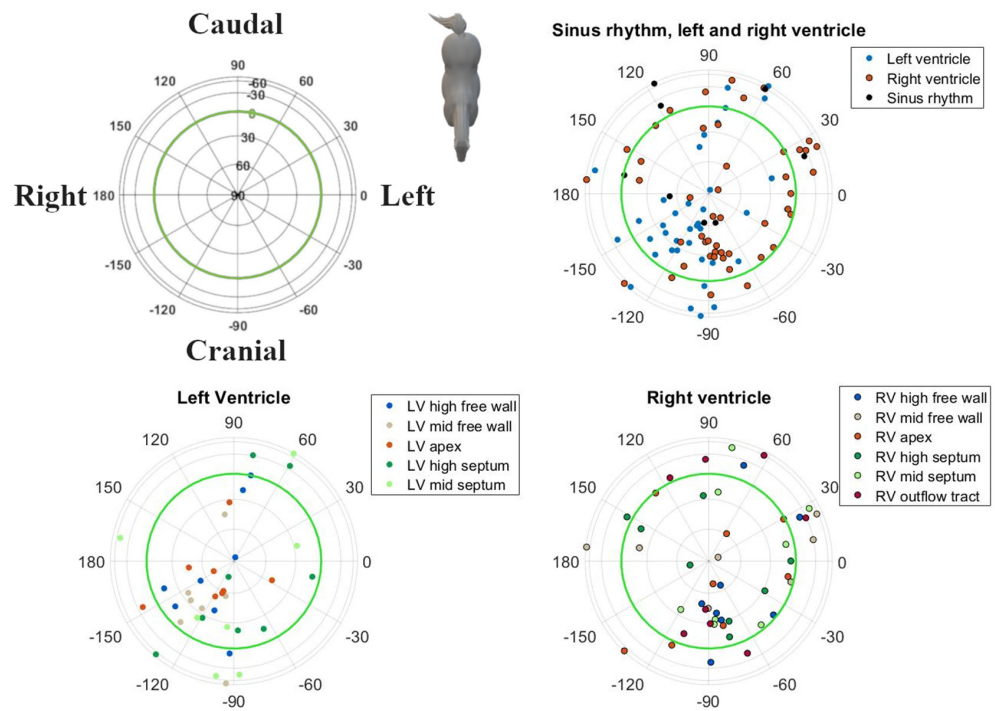 Caudal
90
-60
60
-30
120
0
150
30
30
60
Right
180
90
0
Left
-150
-30
-120
-60
-90
Cranial
Sinus rhythm, left and right ventricle
90
120
60
150
30
180
0
-150
-30
-120
-60
-90
Left ventricle
Right ventricle
Sinus rhythm
Left Ventricle
90
120
60
150
30
180
0
-150
-30
-120
-60
-90
LV high free wall
LV mid free wall
LV apex
LV high septum
LV mid septum
Right ventricle
90
120
60
150
30
180
0
-150
-30
-120
-60
-90
RV high free wall
RV mid free wall
RV apex
RV high septum
RV mid septum
RV outflow tract